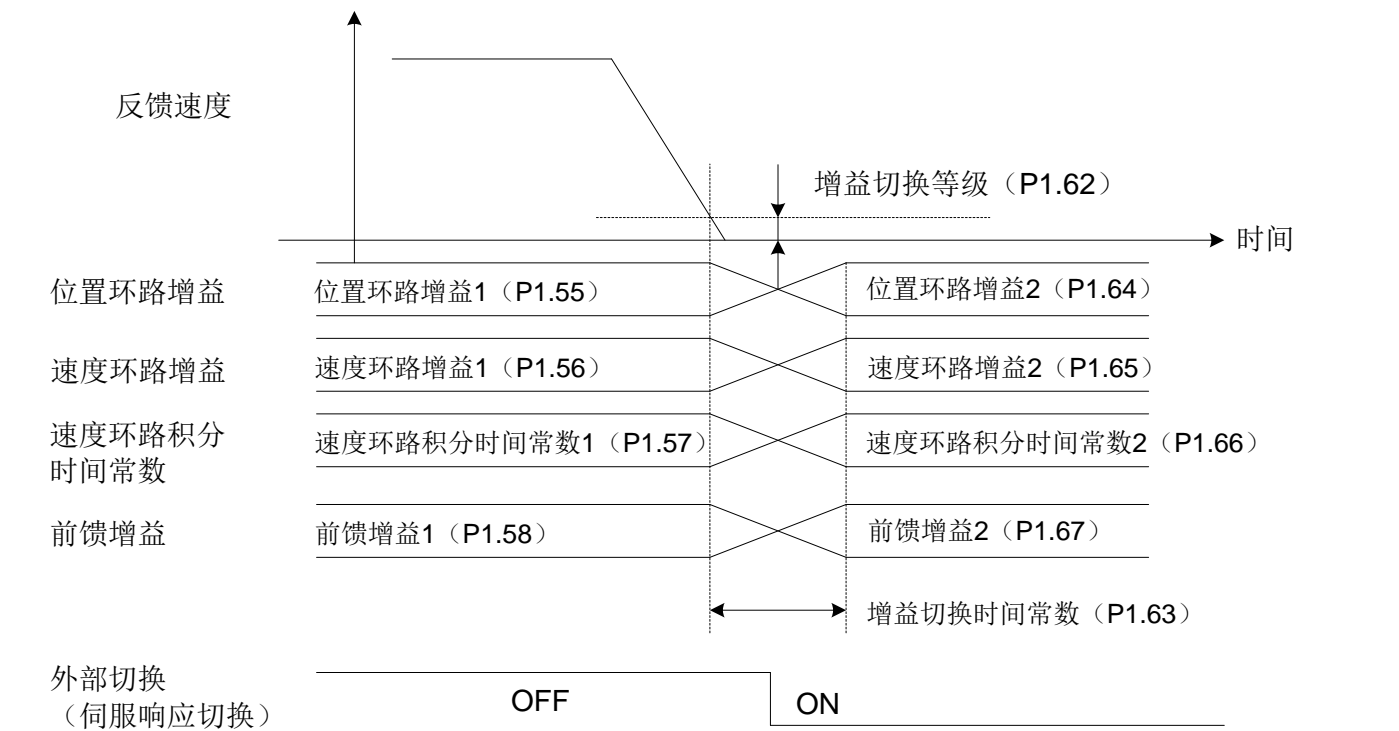 反馈速度
增益切换等级（P1.62）
时间
位置环路增益
位置环路增益1（P1.55）
位置环路增益2（P1.64）
速度环路增益
速度环路增益1（P1.56）
速度环路增益2（P1.65）
速度环路积分
时间常数
速度环路积分时间常数1（P1.57）
速度环路积分时间常数2（P1.66）
前馈增益
前馈增益1（P1.58）
前馈增益2（P1.67）
增益切换时间常数（P1.63）
外部切换
（伺服响应切换）
OFF
ON